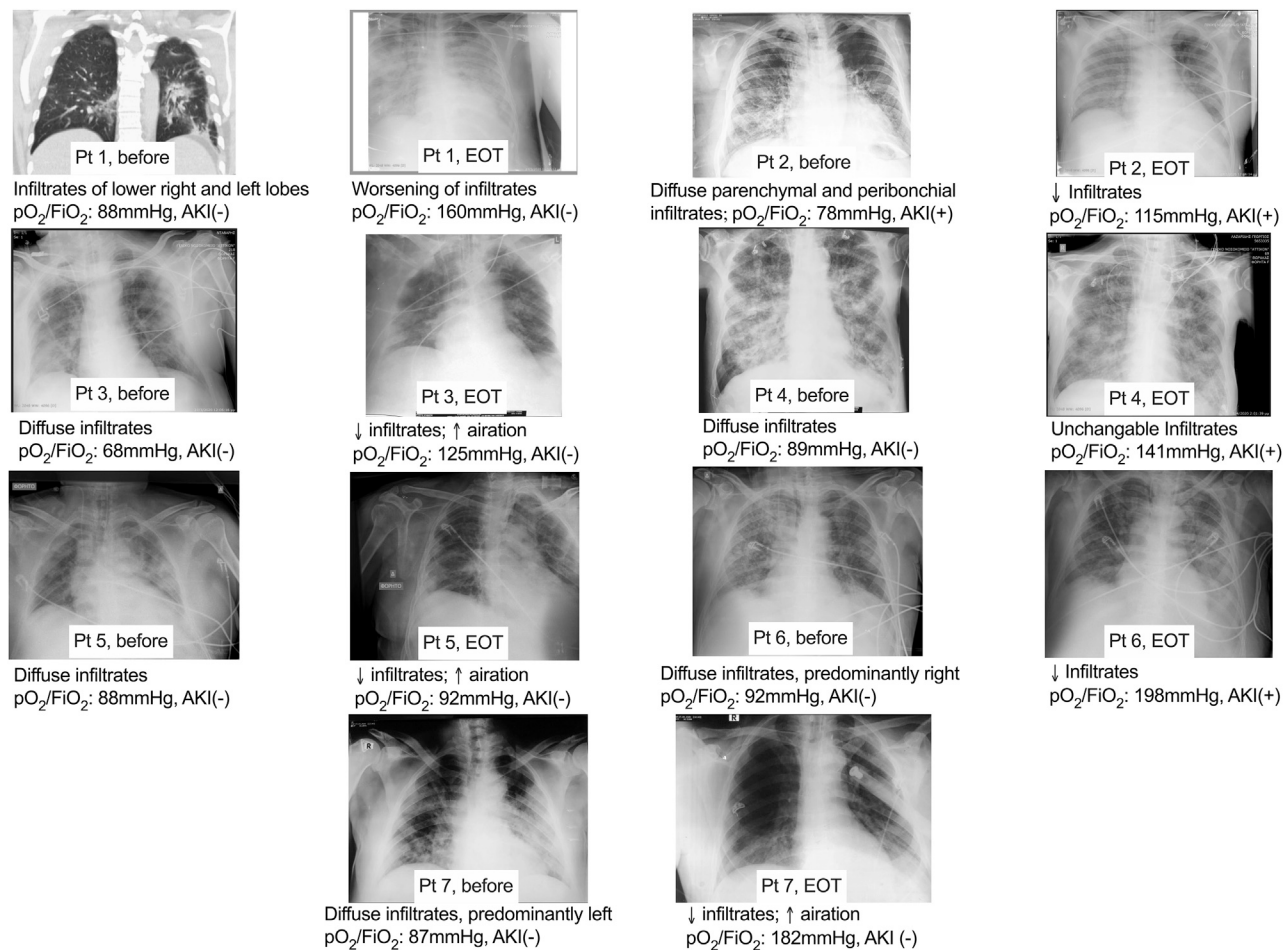 Pt 1, before
Infiltrates of lower right and left lobes
pO₂/FiO₂: 88mmHg, AKI(-)
Pt 1, EOT
Worsening of infiltrates
pO₂/FiO₂: 160mmHg, AKI(-)
Pt 2, before
Diffuse parenchymal and peribonchial
infiltrates; pO₂/FiO₂: 78mmHg, AKI(+)
Pt 2, EOT
↓ Infiltrates
pO₂/FiO₂: 115mmHg, AKI(+)
Pt 3, before
Diffuse infiltrates
pO₂/FiO₂: 68mmHg, AKI(-)
L
Pt 3, EOT
↓ infiltrates; ↑ airation
pO₂/FiO₂: 125mmHg, AKI(-)
Pt 4, before
Diffuse infiltrates
pO₂/FiO₂: 89mmHg, AKI(-)
Pt 4, EOT
Unchangable Infiltrates
pO₂/FiO₂: 141mmHg, AKI(+)
ΦΟΡΗΤΟ
Pt 5, before
Diffuse infiltrates
pO₂/FiO₂: 88mmHg, AKI(-)
ΦΟΡΗΤΟ
Pt 5, EOT
↓ infiltrates; ↑ airation
pO₂/FiO₂: 92mmHg, AKI(-)
Pt 6, before
Diffuse infiltrates, predominantly right
pO₂/FiO₂: 92mmHg, AKI(-)
Pt 6, EOT
↓ Infiltrates
pO₂/FiO₂: 198mmHg, AKI(+)
R
Pt 7, before
Diffuse infiltrates, predominantly left
pO₂/FiO₂: 87mmHg, AKI(-)
R
Pt 7, EOT
↓ infiltrates; ↑ airation
pO₂/FiO₂: 182mmHg, AKI (-)